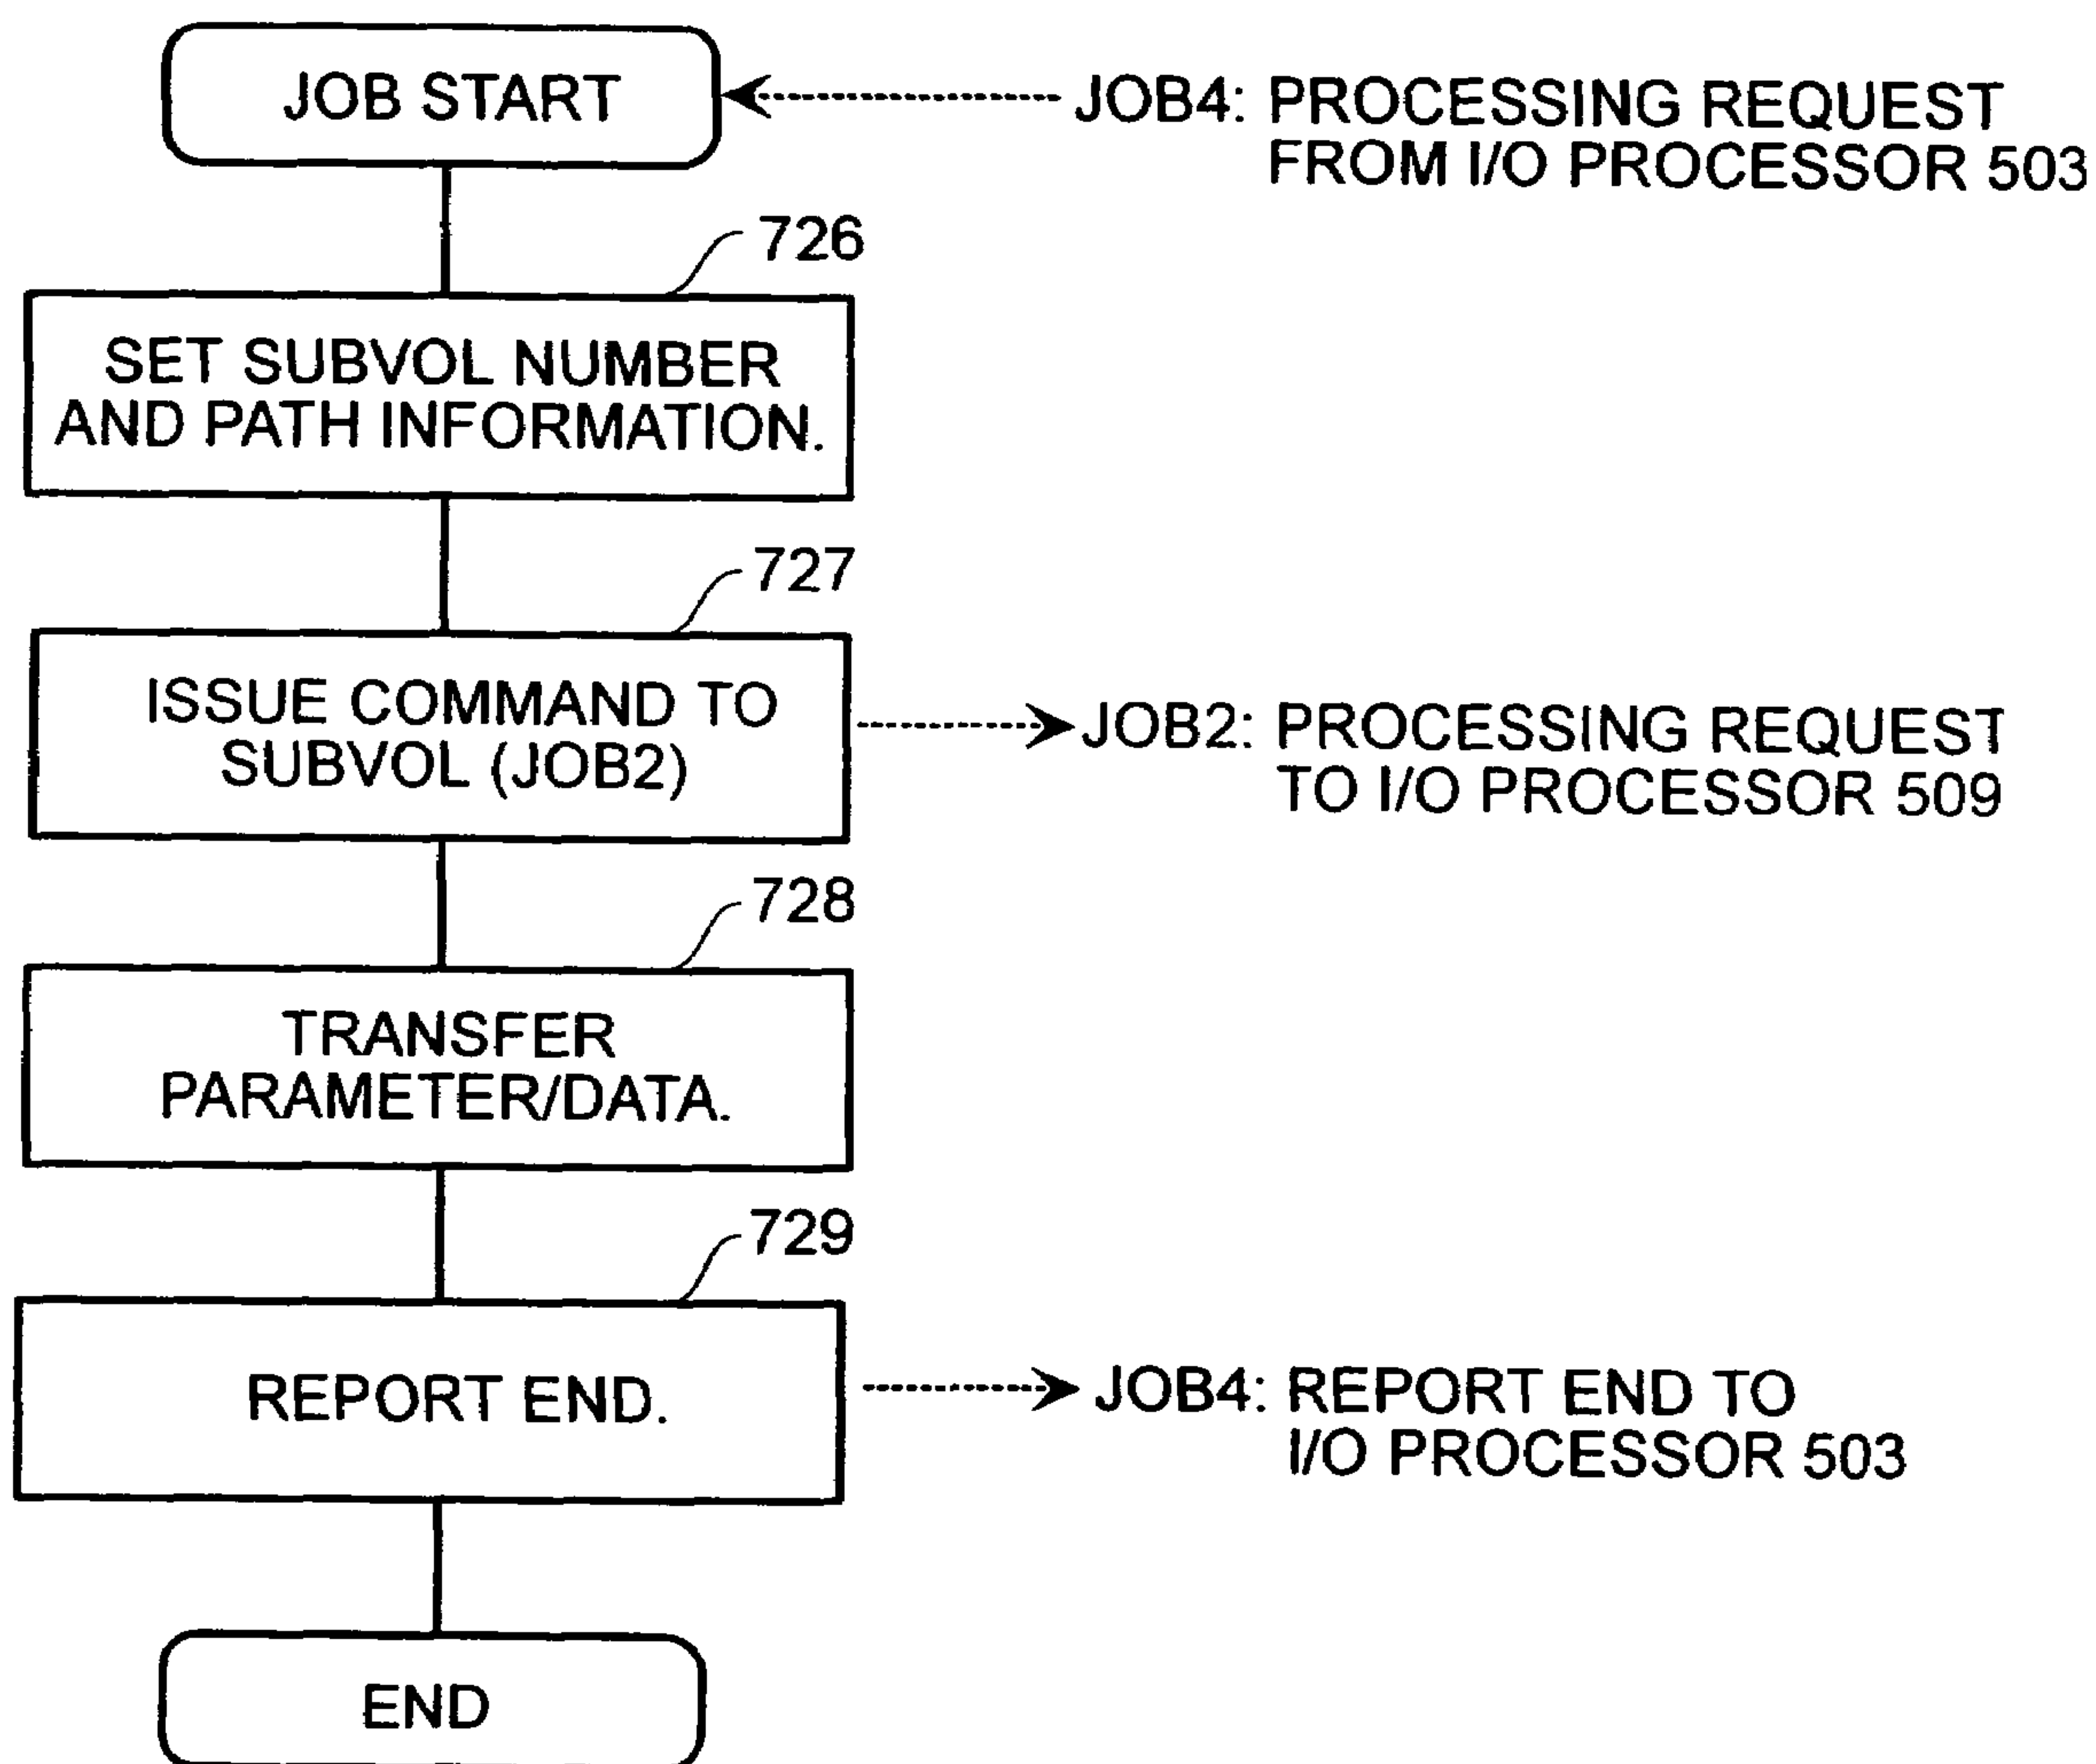 JOB START
JOB4: PROCESSING REQUEST
FROM I/O PROCESSOR 503
726
SET SUBVOL NUMBER
AND PATH INFORMATION.
727
ISSUE COMMAND TO
SUBVOL (JOB2)
JOB2: PROCESSING REQUEST
TO I/O PROCESSOR 509
728
TRANSFER
PARAMETER/DATA.
729
REPORT END.
JOB4: REPORT END TO
I/O PROCESSOR 503
END